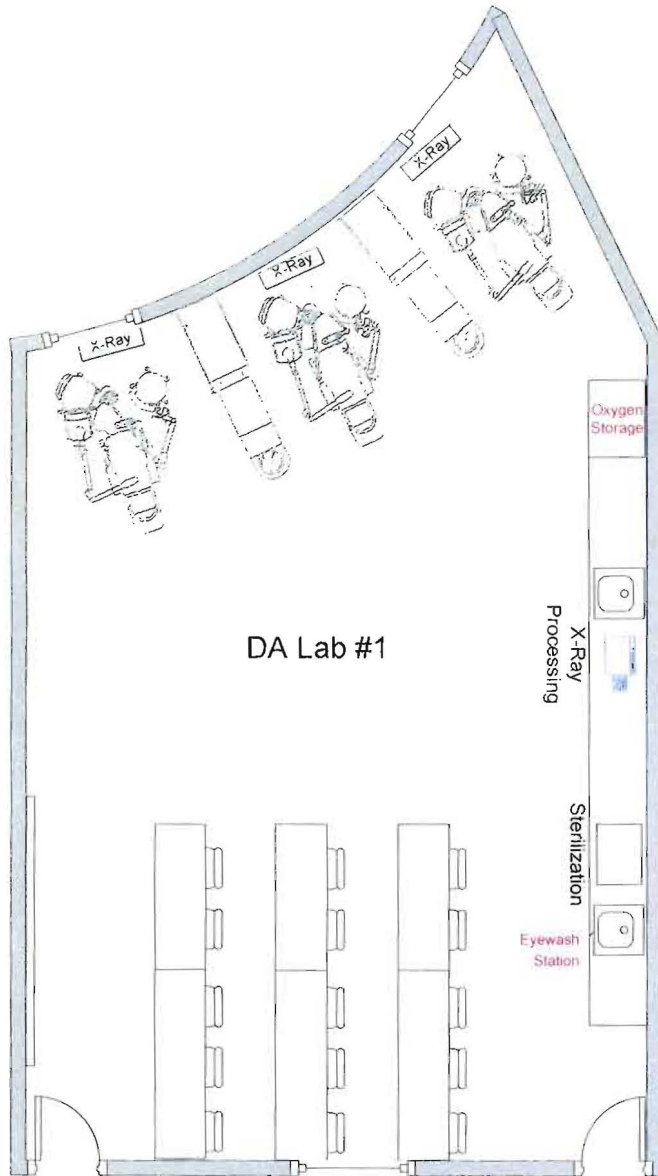 X-Ray
X-Ray
X-Ray
Oxygen
Storage
DA Lab #1
X-Ray
Processing
Sterilization
Eyewash
Station